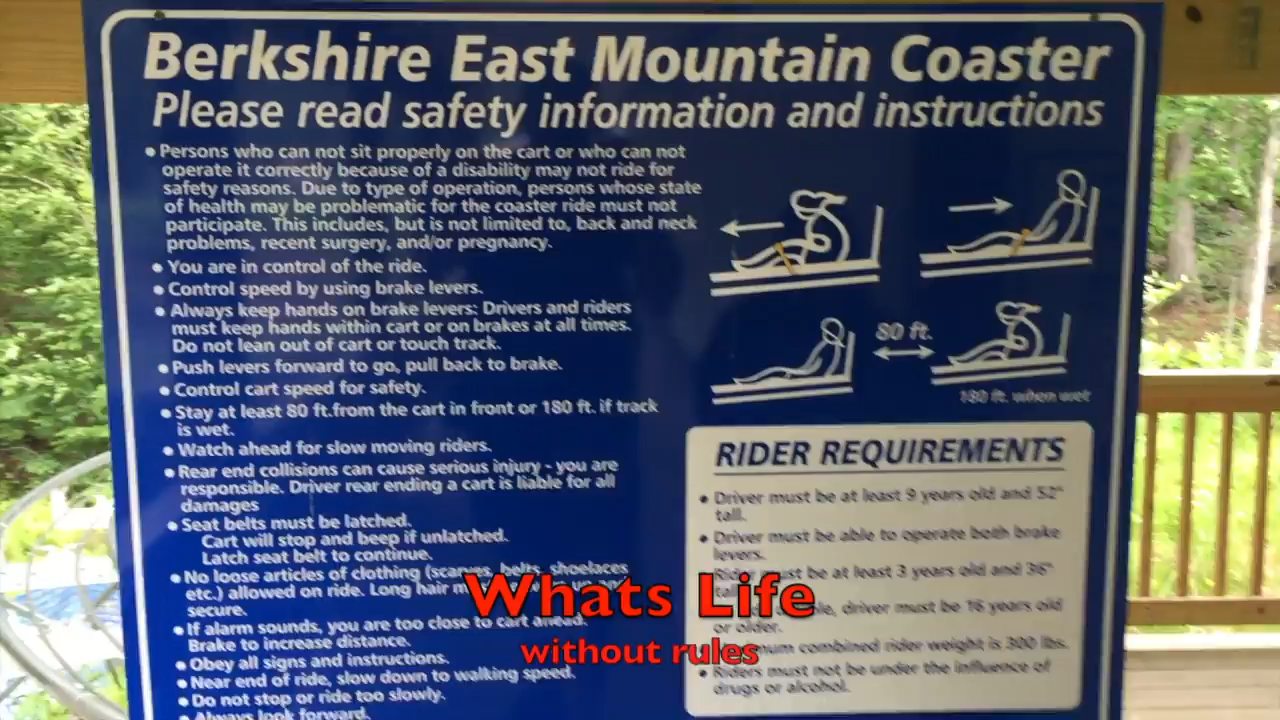 Berkshire East Mountain Coaster
Please read safety information and instructions
• Persons who can not sit properly on the cart or who can not
operate it correctly because of a disability may not ride for
safety reasons. Due to type of operation, persons whose state
of health may be problematic for the coaster ride must not
participate. This includes, but is not limited to, back and neck
problems, recent surgery, and/or pregnancy.
• You are in control of the ride.
• Control speed by using brake levers.
• Always keep hands on brake levers: Drivers and riders
must keep hands within cart or on brakes at all times.
Do not lean out of cart or touch track.
• Push levers forward to go, pull back to brake.
• Control cart speed for safety.
• Stay at least 80 ft.from the cart in front or 180 ft. if track
is wet.
• Watch ahead for slow moving riders.
• Rear end collisions can cause serious injury - you are
responsible. Driver rear ending a cart is liable for all
damages
• Seat belts must be latched.
Cart will stop and beep if unlatched.
Latch seat belt to continue.
• No loose articles of clothing (scarves, belts, shoelaces
etc.) allowed on ride. Long hair
secure.
• If alarm sounds, you are too close to cart ahead.
Brake to increase distance.
• Obey all signs and instructions.
• Near end of ride, slow down to walking speed.
• Do not stop or ride too slowly.
• Always look forward.
80 ft.
180 ft. when wet
RIDER REQUIREMENTS
• Driver must be at least 9 years old and 52"
tall.
• Driver must be able to operate both brake
levers.
Rider must be at least 3 years old and 36"
driver must be 16 years old
or older.
combined rider weight is 300 lbs.
• Riders must not be under the influence of
drugs or alcohol.
Whats Life
without rules